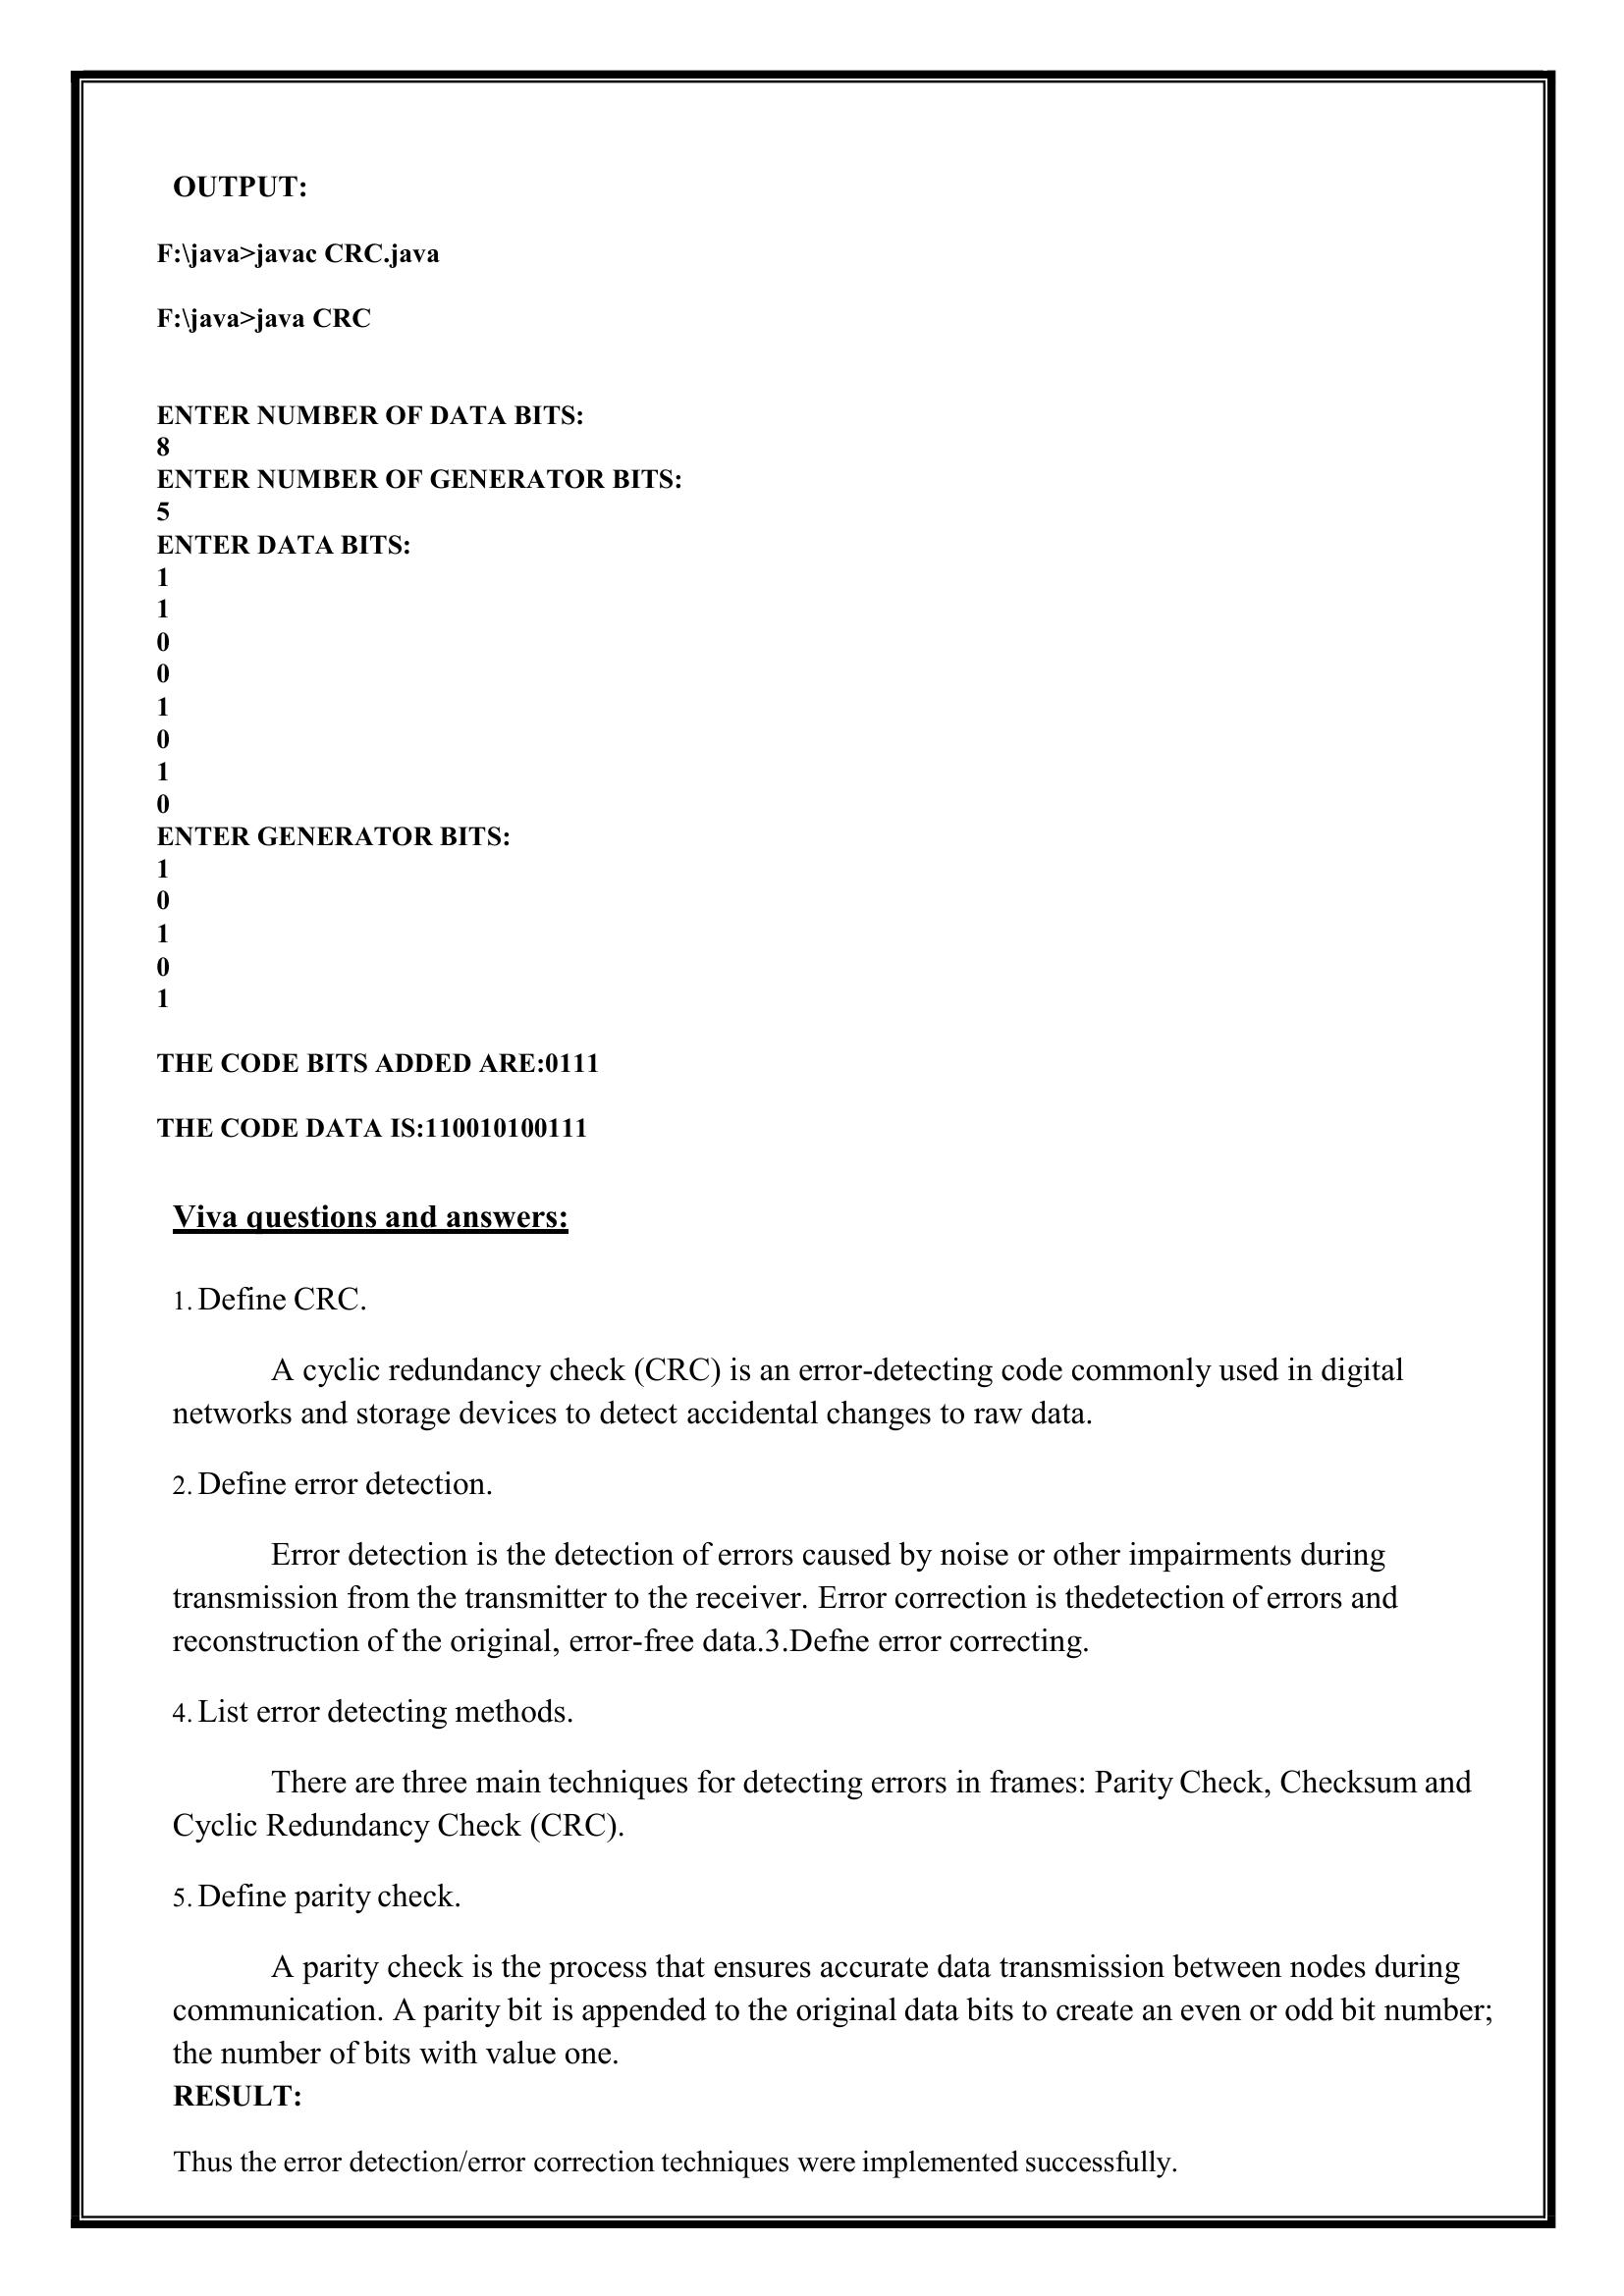 OUTPUT:
F:\java>javac CRC.java
F:\java>java CRC
ENTER NUMBER OF DATA BITS:
8
ENTER NUMBER OF GENERATOR BITS:
5
ENTER DATA BITS:
1
1
0
0
1
0
1
0
ENTER GENERATOR BITS:
1
0
1
0
1
THE CODE BITS ADDED ARE:0111
THE CODE DATA IS:110010100111
Viva questions and answers:
1. Define CRC.
A cyclic redundancy check (CRC) is an error-detecting code commonly used in digital
networks and storage devices to detect accidental changes to raw data.
2. Define error detection.
Error detection is the detection of errors caused by noise or other impairments during
transmission from the transmitter to the receiver. Error correction is thedetection of errors and
reconstruction of the original, error-free data.3.Defne error correcting.
4. List error detecting methods.
There are three main techniques for detecting errors in frames: Parity Check, Checksum and
Cyclic Redundancy Check (CRC).
5. Define parity check.
A parity check is the process that ensures accurate data transmission between nodes during
communication. A parity bit is appended to the original data bits to create an even or odd bit number;
the number of bits with value one.
RESULT:
Thus the error detection/error correction techniques were implemented successfully.